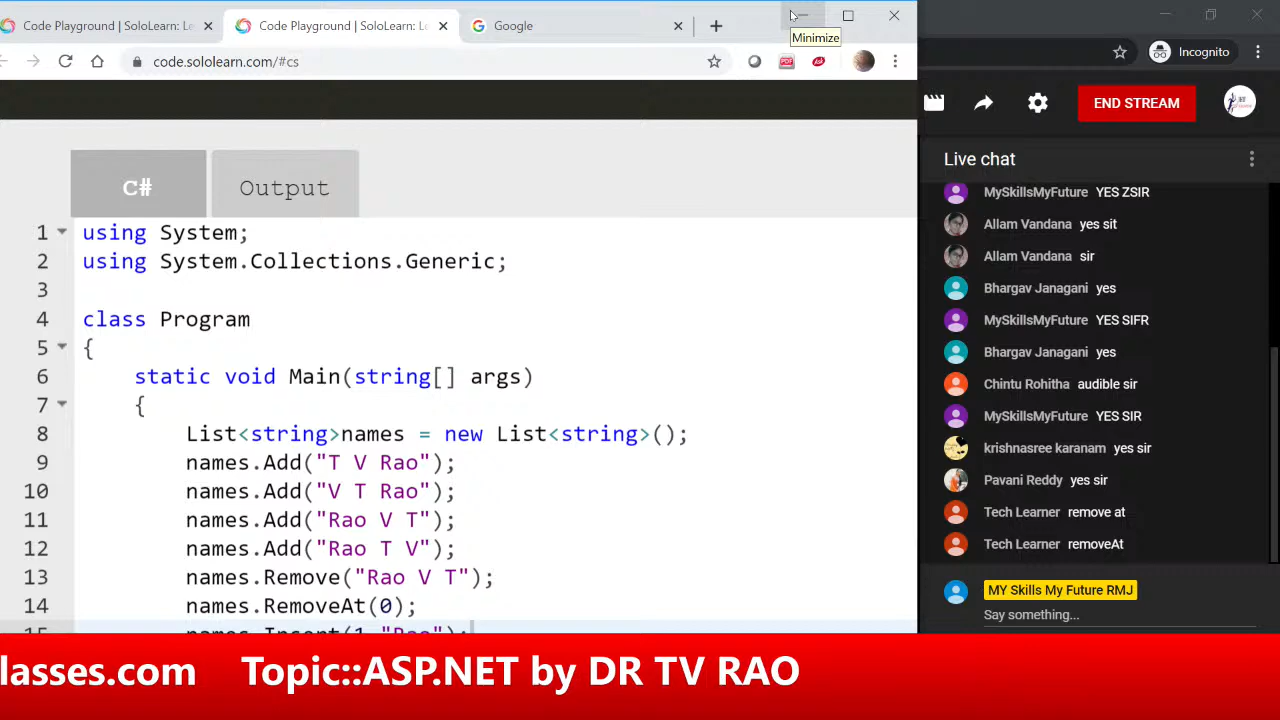 Code Playground | SoloLearn: Le
Code Playground | SoloLearn: Le
Google
Minimize
code.sololearn.com/#cs
PDF
Incognito
END STREAM
C#
Output
1 using System;
2 using System.Collections.Generic;
3
4 class Program
5 {
6 static void Main(string[] args)
7 {
8 List<string>names = new List<string>();
9 names.Add("T V Rao");
10 names.Add("V T Rao");
11 names.Add("Rao V T");
12 names.Add("Rao T V");
13 names.Remove("Rao V T");
14 names.RemoveAt(0);
15 names.Insert(1,"Rao");
Live chat
MySkillsMyFuture YES ZSIR
Allam Vandana yes sit
Allam Vandana sir
Bhargav Janagani yes
MySkillsMyFuture YES SIFR
Bhargav Janagani yes
Chintu Rohitha audible sir
MySkillsMyFuture YES SIR
krishnasree karanam yes sir
Pavani Reddy yes sir
Tech Learner remove at
Tech Learner removeAt
MY Skills My Future RMJ
Say something...
lasses.com Topic::ASP.NET by DR TV RAO